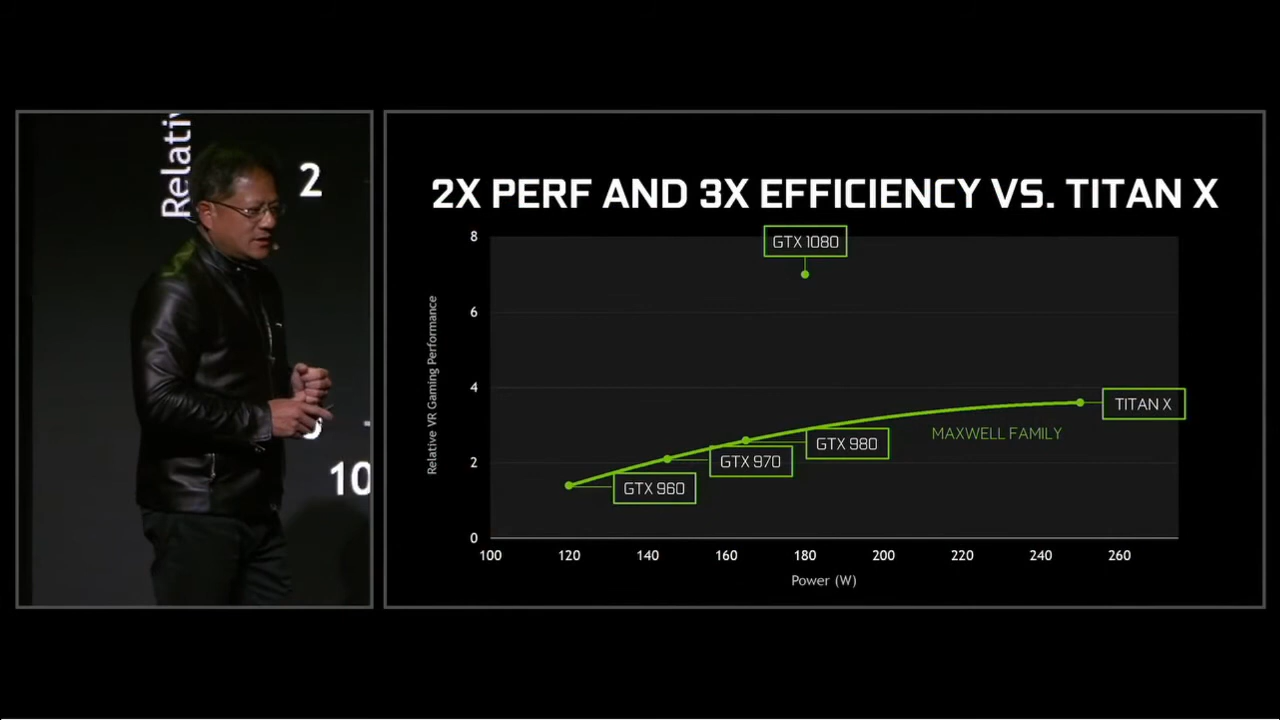 Relati
2
10
2X PERF AND 3X EFFICIENCY VS. TITAN X
Relative VR Gaming Performance
8
6
4
2
0
GTX 1080
TITAN X
MAXWELL FAMILY
GTX 980
GTX 970
GTX 960
100 120 140 160 180 200 220 240 260
Power (W)